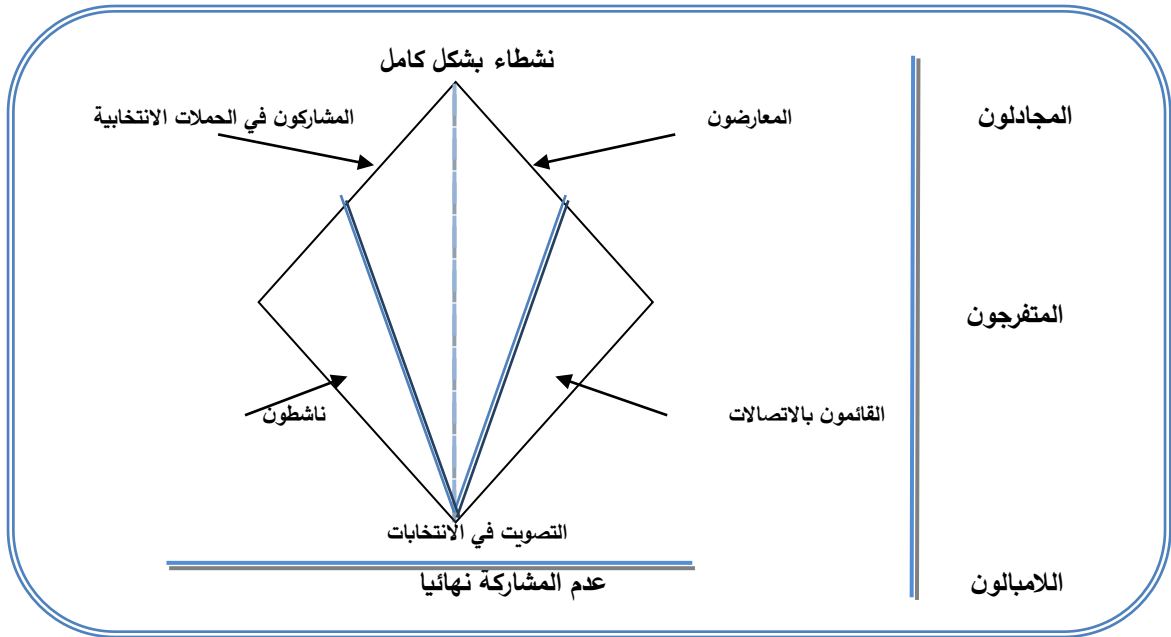 نشطاء بشكل كامل
المجادلون
المعارضون
المشاركون في الحملات الانتخابية
المتفرجون
القائمون بالاتصالات
ناشطون
التصويت في الانتخابات
اللامبالون
عدم المشاركة نهائيا